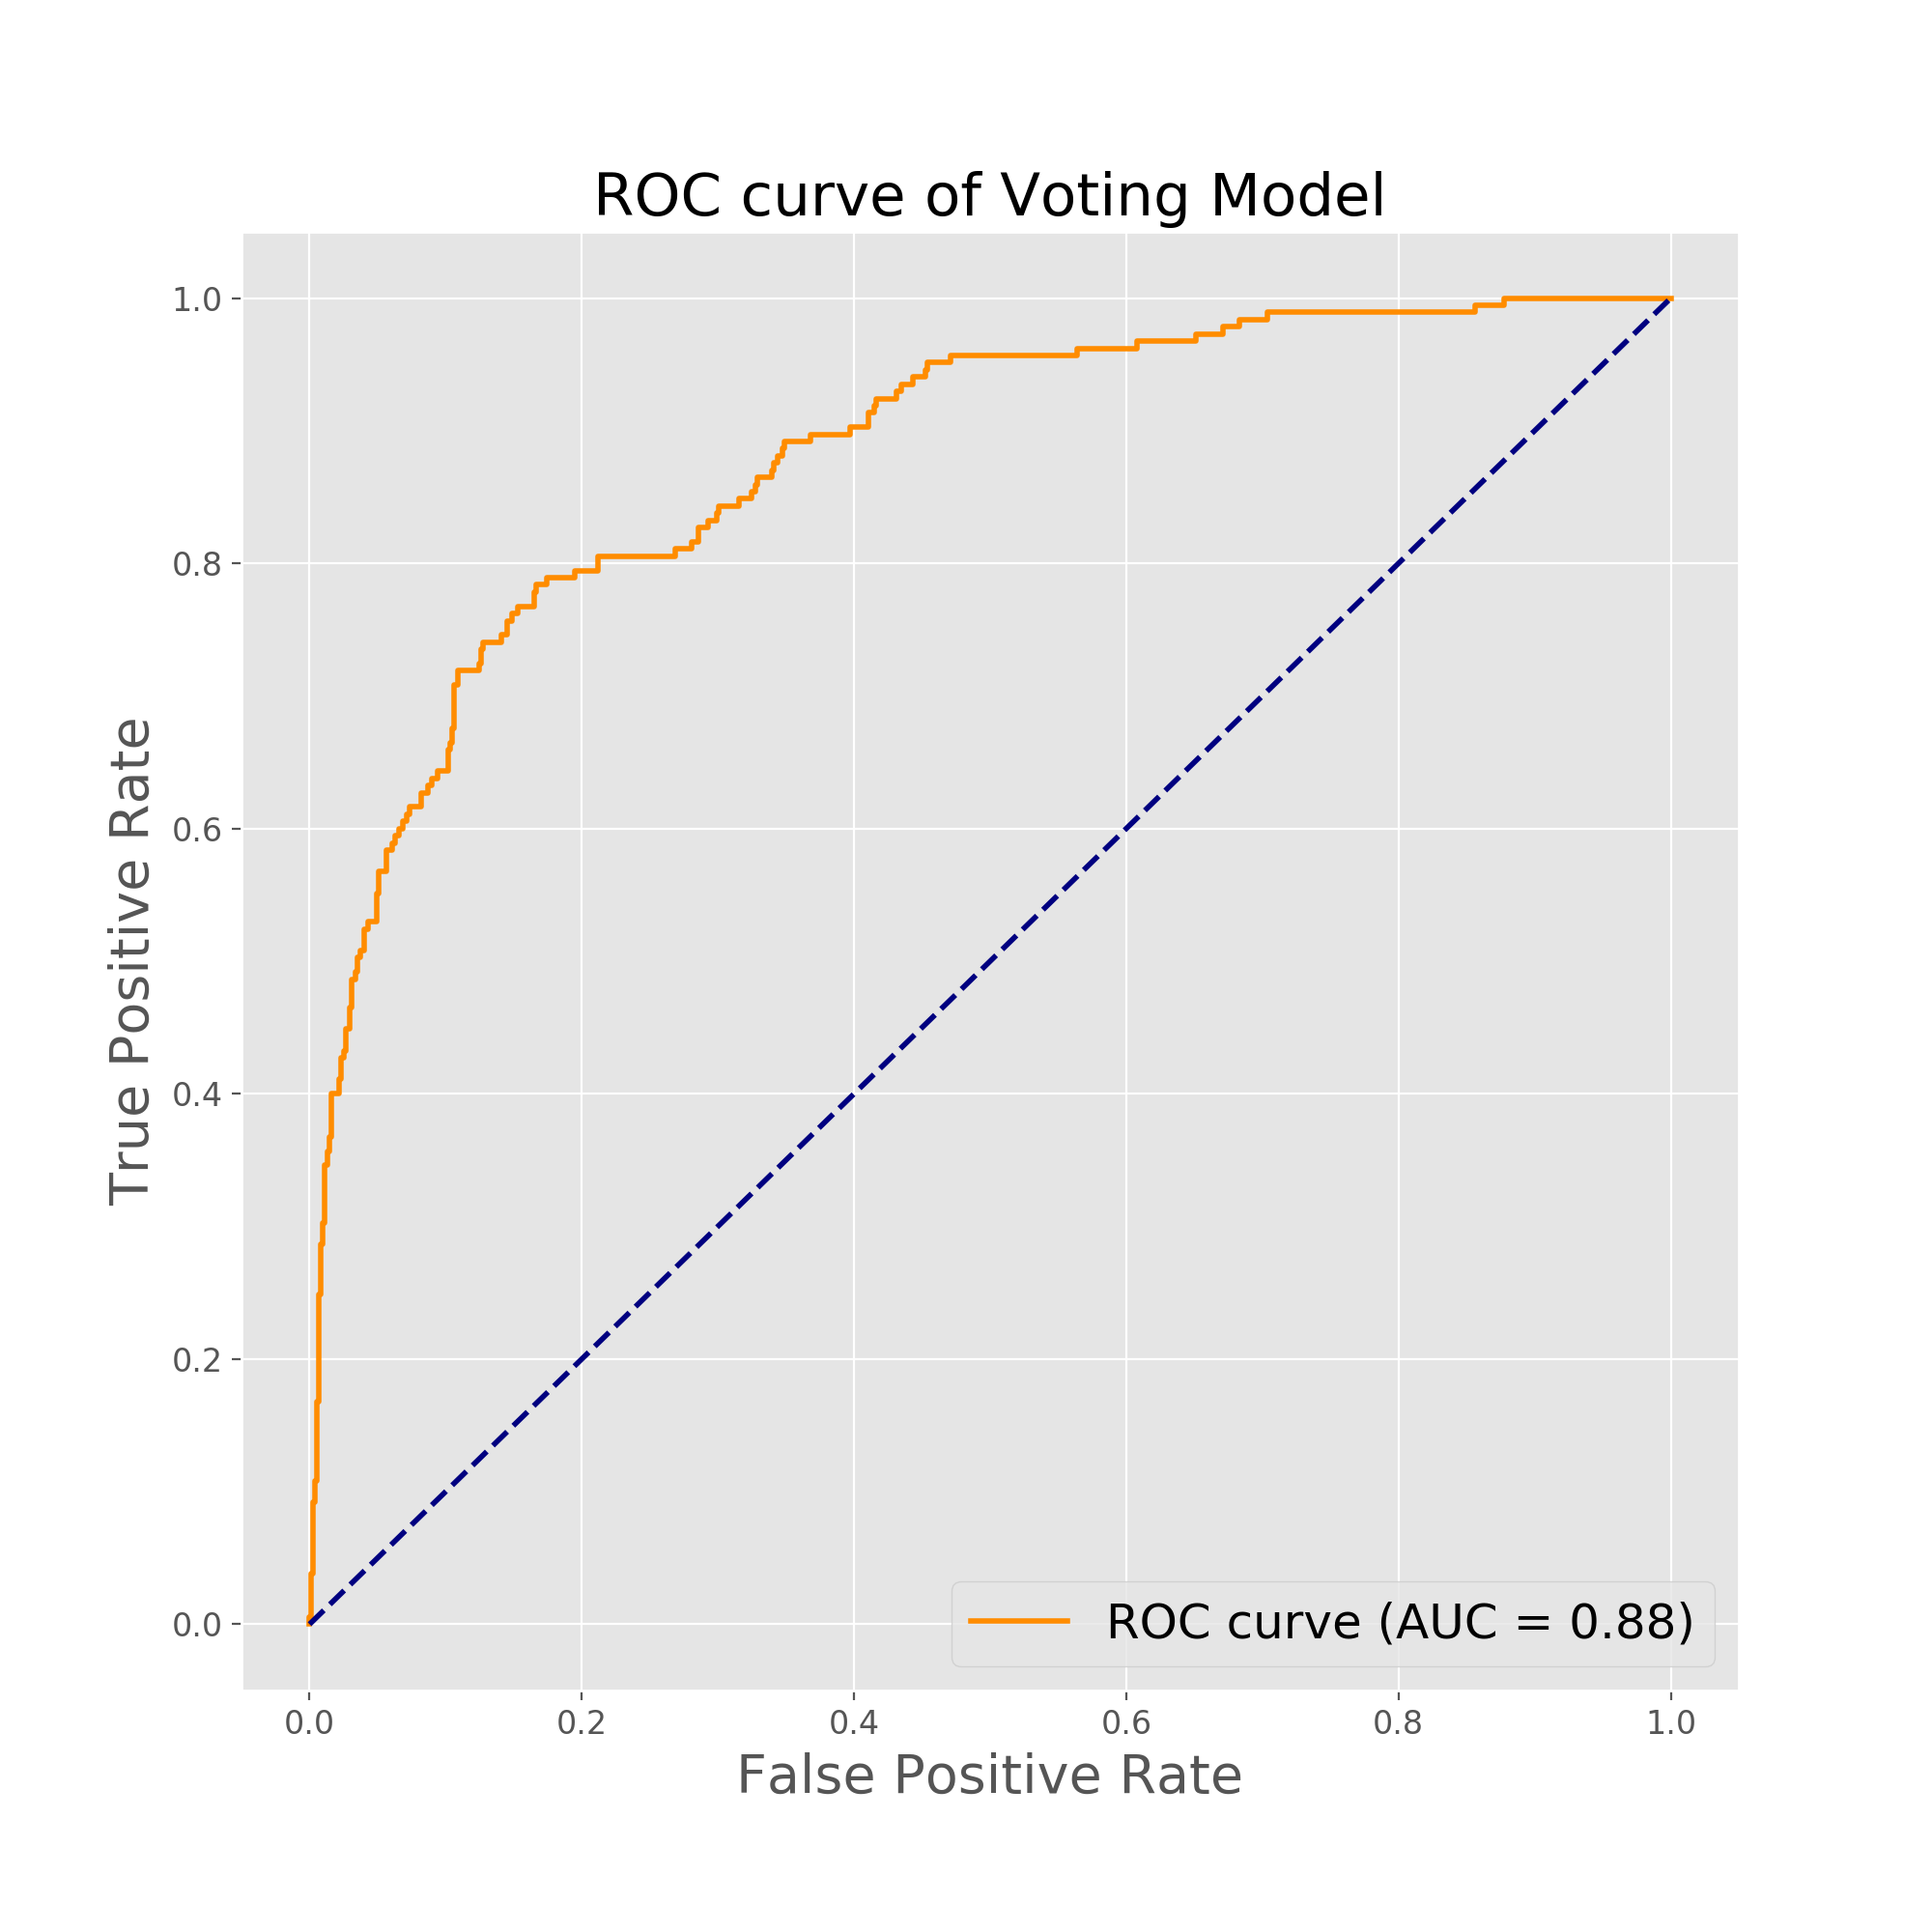 ROC curve of Voting Model
True Positive Rate
1.0
0.8
0.6
0.4
0.2
0.0
ROC curve (AUC = 0.88)
0.0 0.2 0.4 0.6 0.8 1.0
False Positive Rate